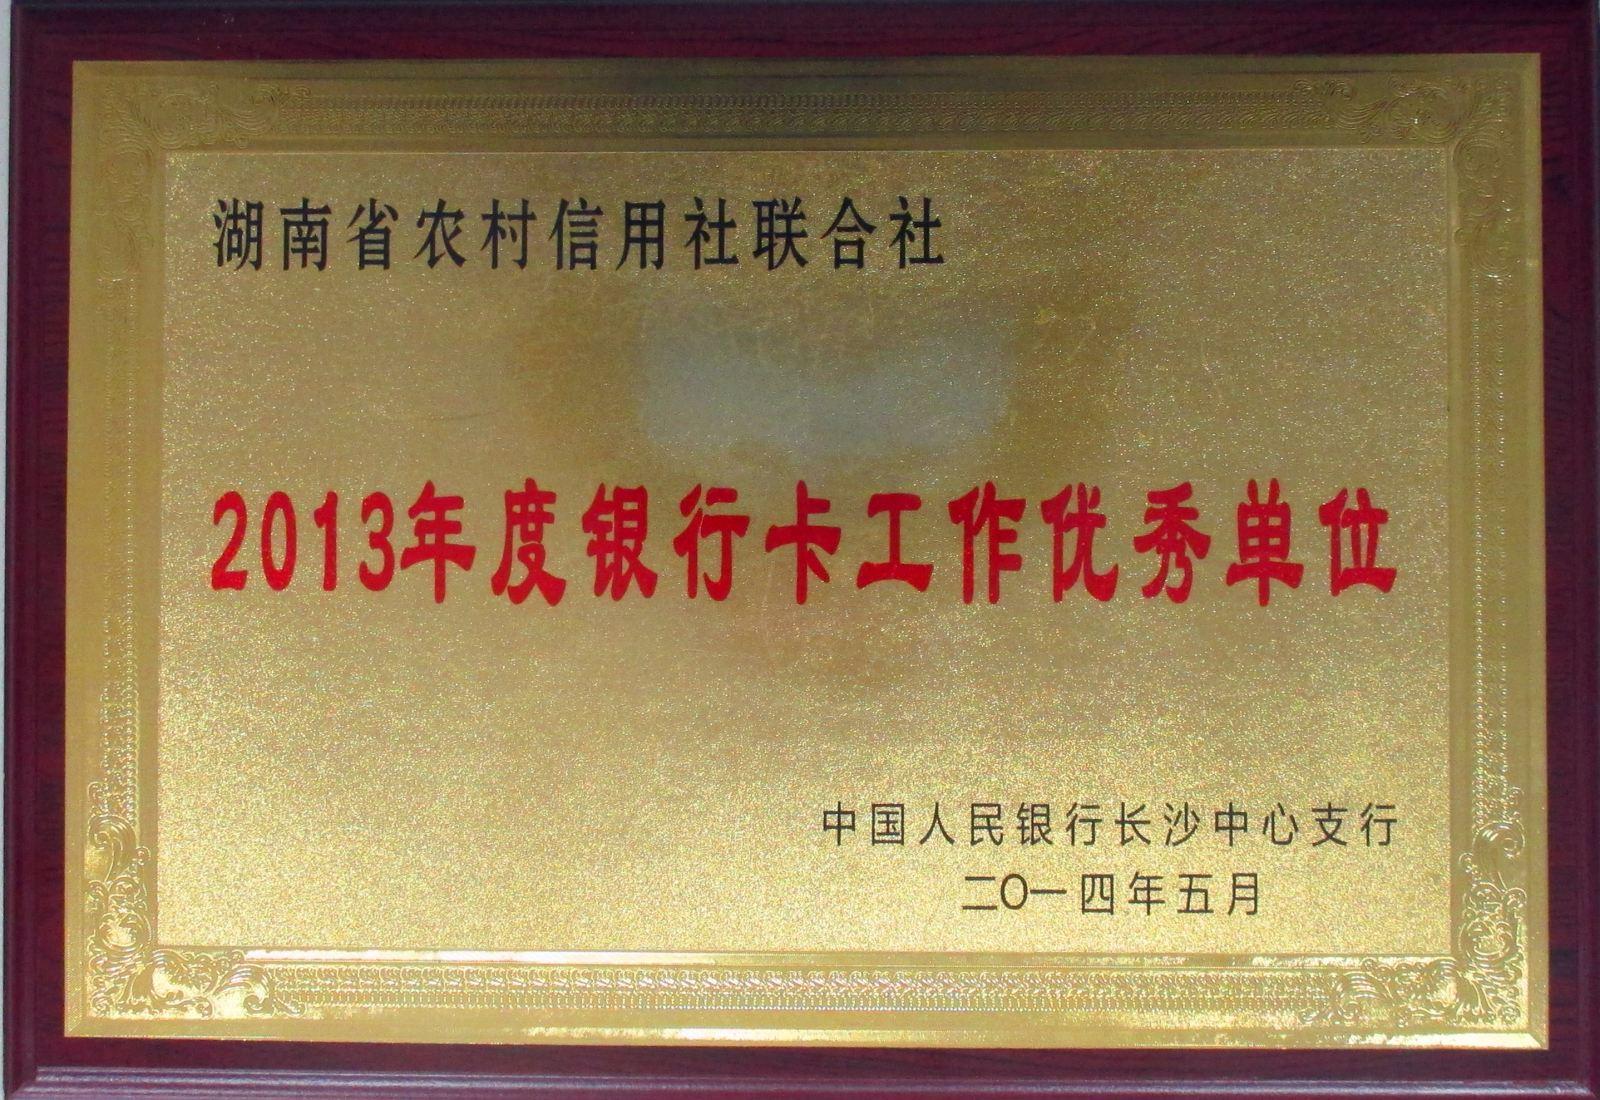 湖南省农村信用社联合社
2013年度银行卡工作优秀单位
中国人民银行长沙中心支行
二〇一四年五月